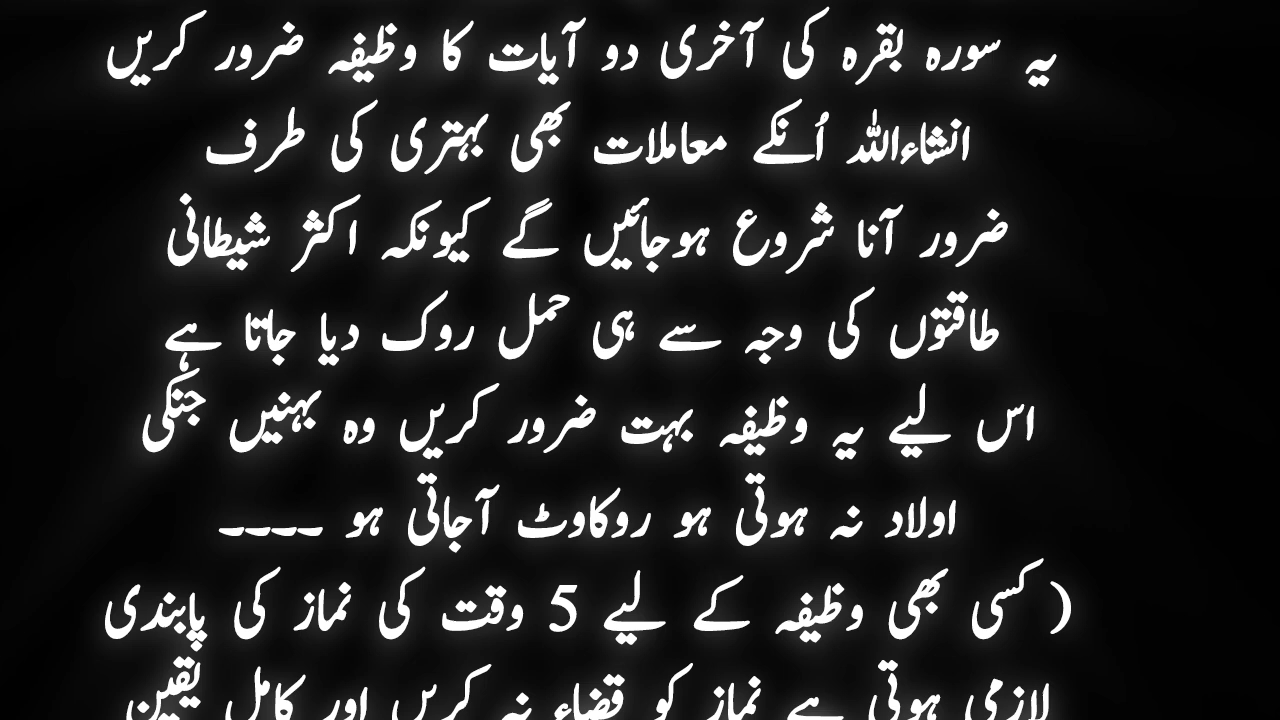 یہ سورہ بقرہ کی آخری دو آیات کا وظیفہ ضرور کریں
انشاءاللہ اُنکے معاملات بھی بہتری کی طرف
ضرور آنا شروع ہوجائیں گے کیونکہ اکثر شیطانی
طاقتوں کی وجہ سے ہی حمل روک دیا جاتا ہے
اس لیے یہ وظیفہ بہت ضرور کریں وہ بہنیں جنکی
اولاد نہ ہوتی ہو روکاوٹ آجاتی ہو ۔۔۔۔
(کسی بھی وظیفہ کے لیے 5 وقت کی نماز کی پابندی
لازمی ہوتی ہے نماز کو قضاء نہ کریں اور کامل یقین